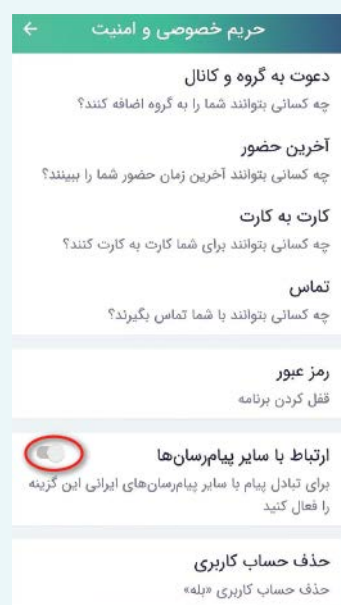 حریم خصوصی و امنیت
دعوت به گروه و کانال
چه کسانی بتوانند شما را به گروه اضافه کنند؟
آخرین حضور
چه کسانی بتوانند آخرین زمان حضور شما را ببینند؟
کارت به کارت
چه کسانی بتوانند برای شما کارت به کارت کنند؟
تماس
چه کسانی بتوانند با شما تماس بگیرند؟
رمز عبور
قفل کردن برنامه
ارتباط با سایر پیام‌رسان‌ها
برای تبادل پیام با سایر پیام‌رسان‌های ایرانی این گزینه
را فعال کنید
حذف حساب کاربری
حذف حساب کاربری «بله»